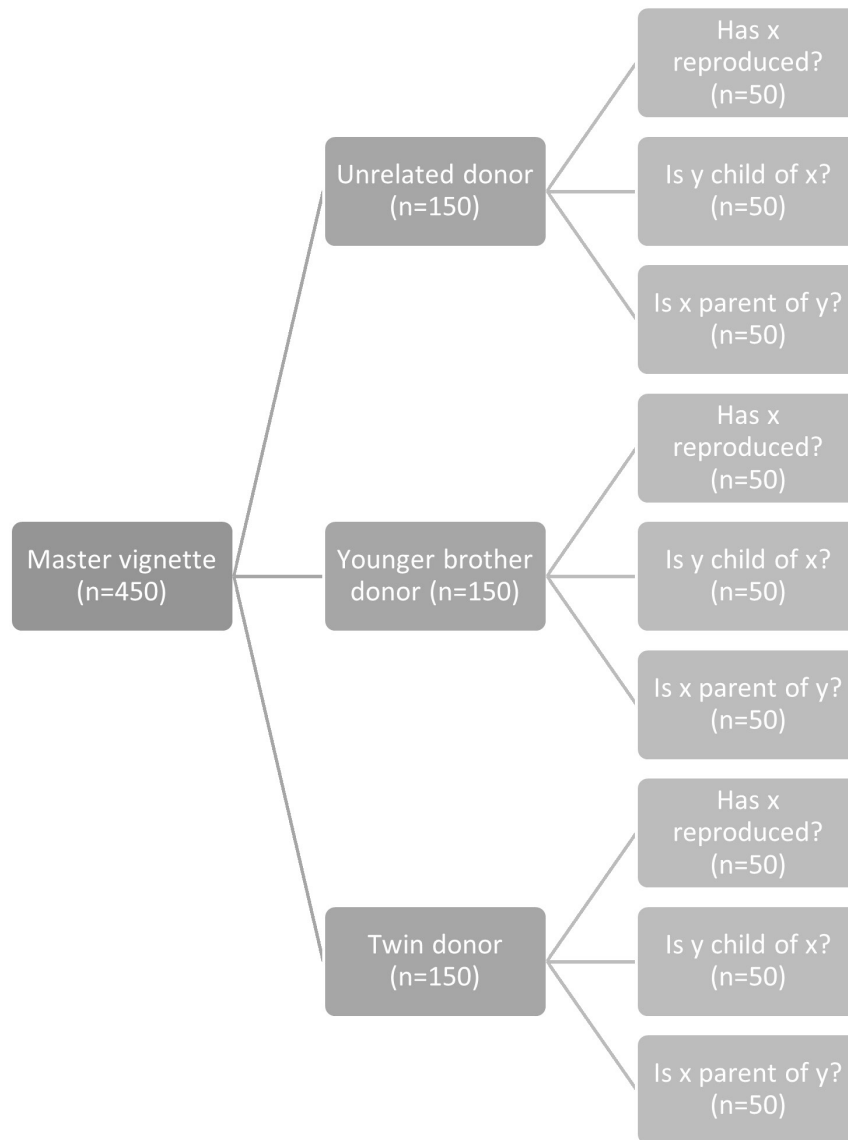 Master vignette
(n=450)
Unrelated donor
(n=150)
Has x
reproduced?
(n=50)
Is y child of x?
(n=50)
Is x parent of y?
(n=50)
Younger brother
donor (n=150)
Has x
reproduced?
(n=50)
Is y child of x?
(n=50)
Is x parent of y?
(n=50)
Twin donor
(n=150)
Has x
reproduced?
(n=50)
Is y child of x?
(n=50)
Is x parent of y?
(n=50)